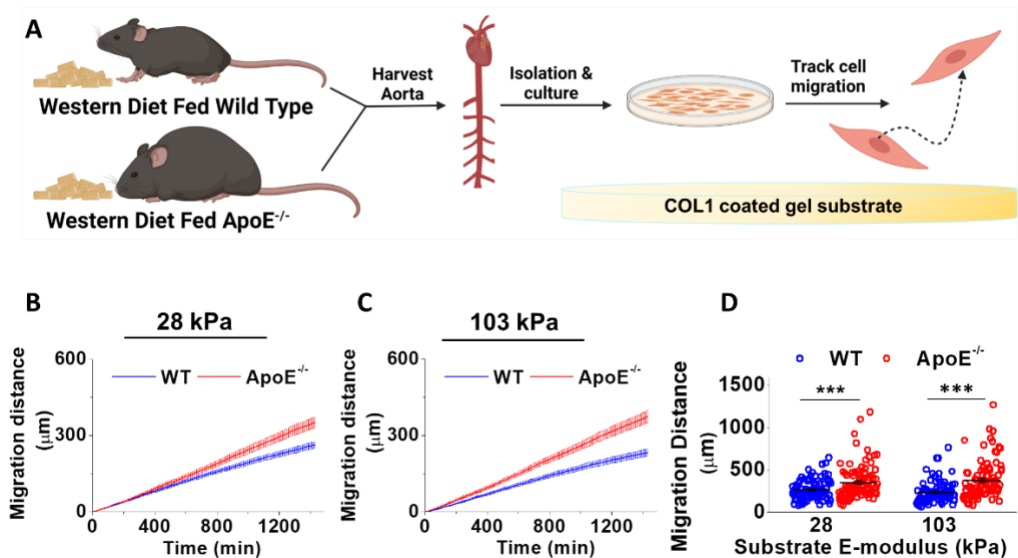 A
Western Diet Fed Wild Type
Western Diet Fed ApoE-/-
Harvest
Aorta
Isolation &
culture
Track cell
migration
COL1 coated gel substrate
B
28 kPa
Migration distance
(μm)
600
300
0
WT
ApoE-/-
0
400
800
1200
Time (min)
C
103 kPa
Migration distance
(μm)
600
300
0
WT
ApoE-/-
0
400
800
1200
Time (min)
D
WT
ApoE-/-
Migration Distance
(μm)
1500
1000
500
0
***
***
28
103
Substrate E-modulus (kPa)